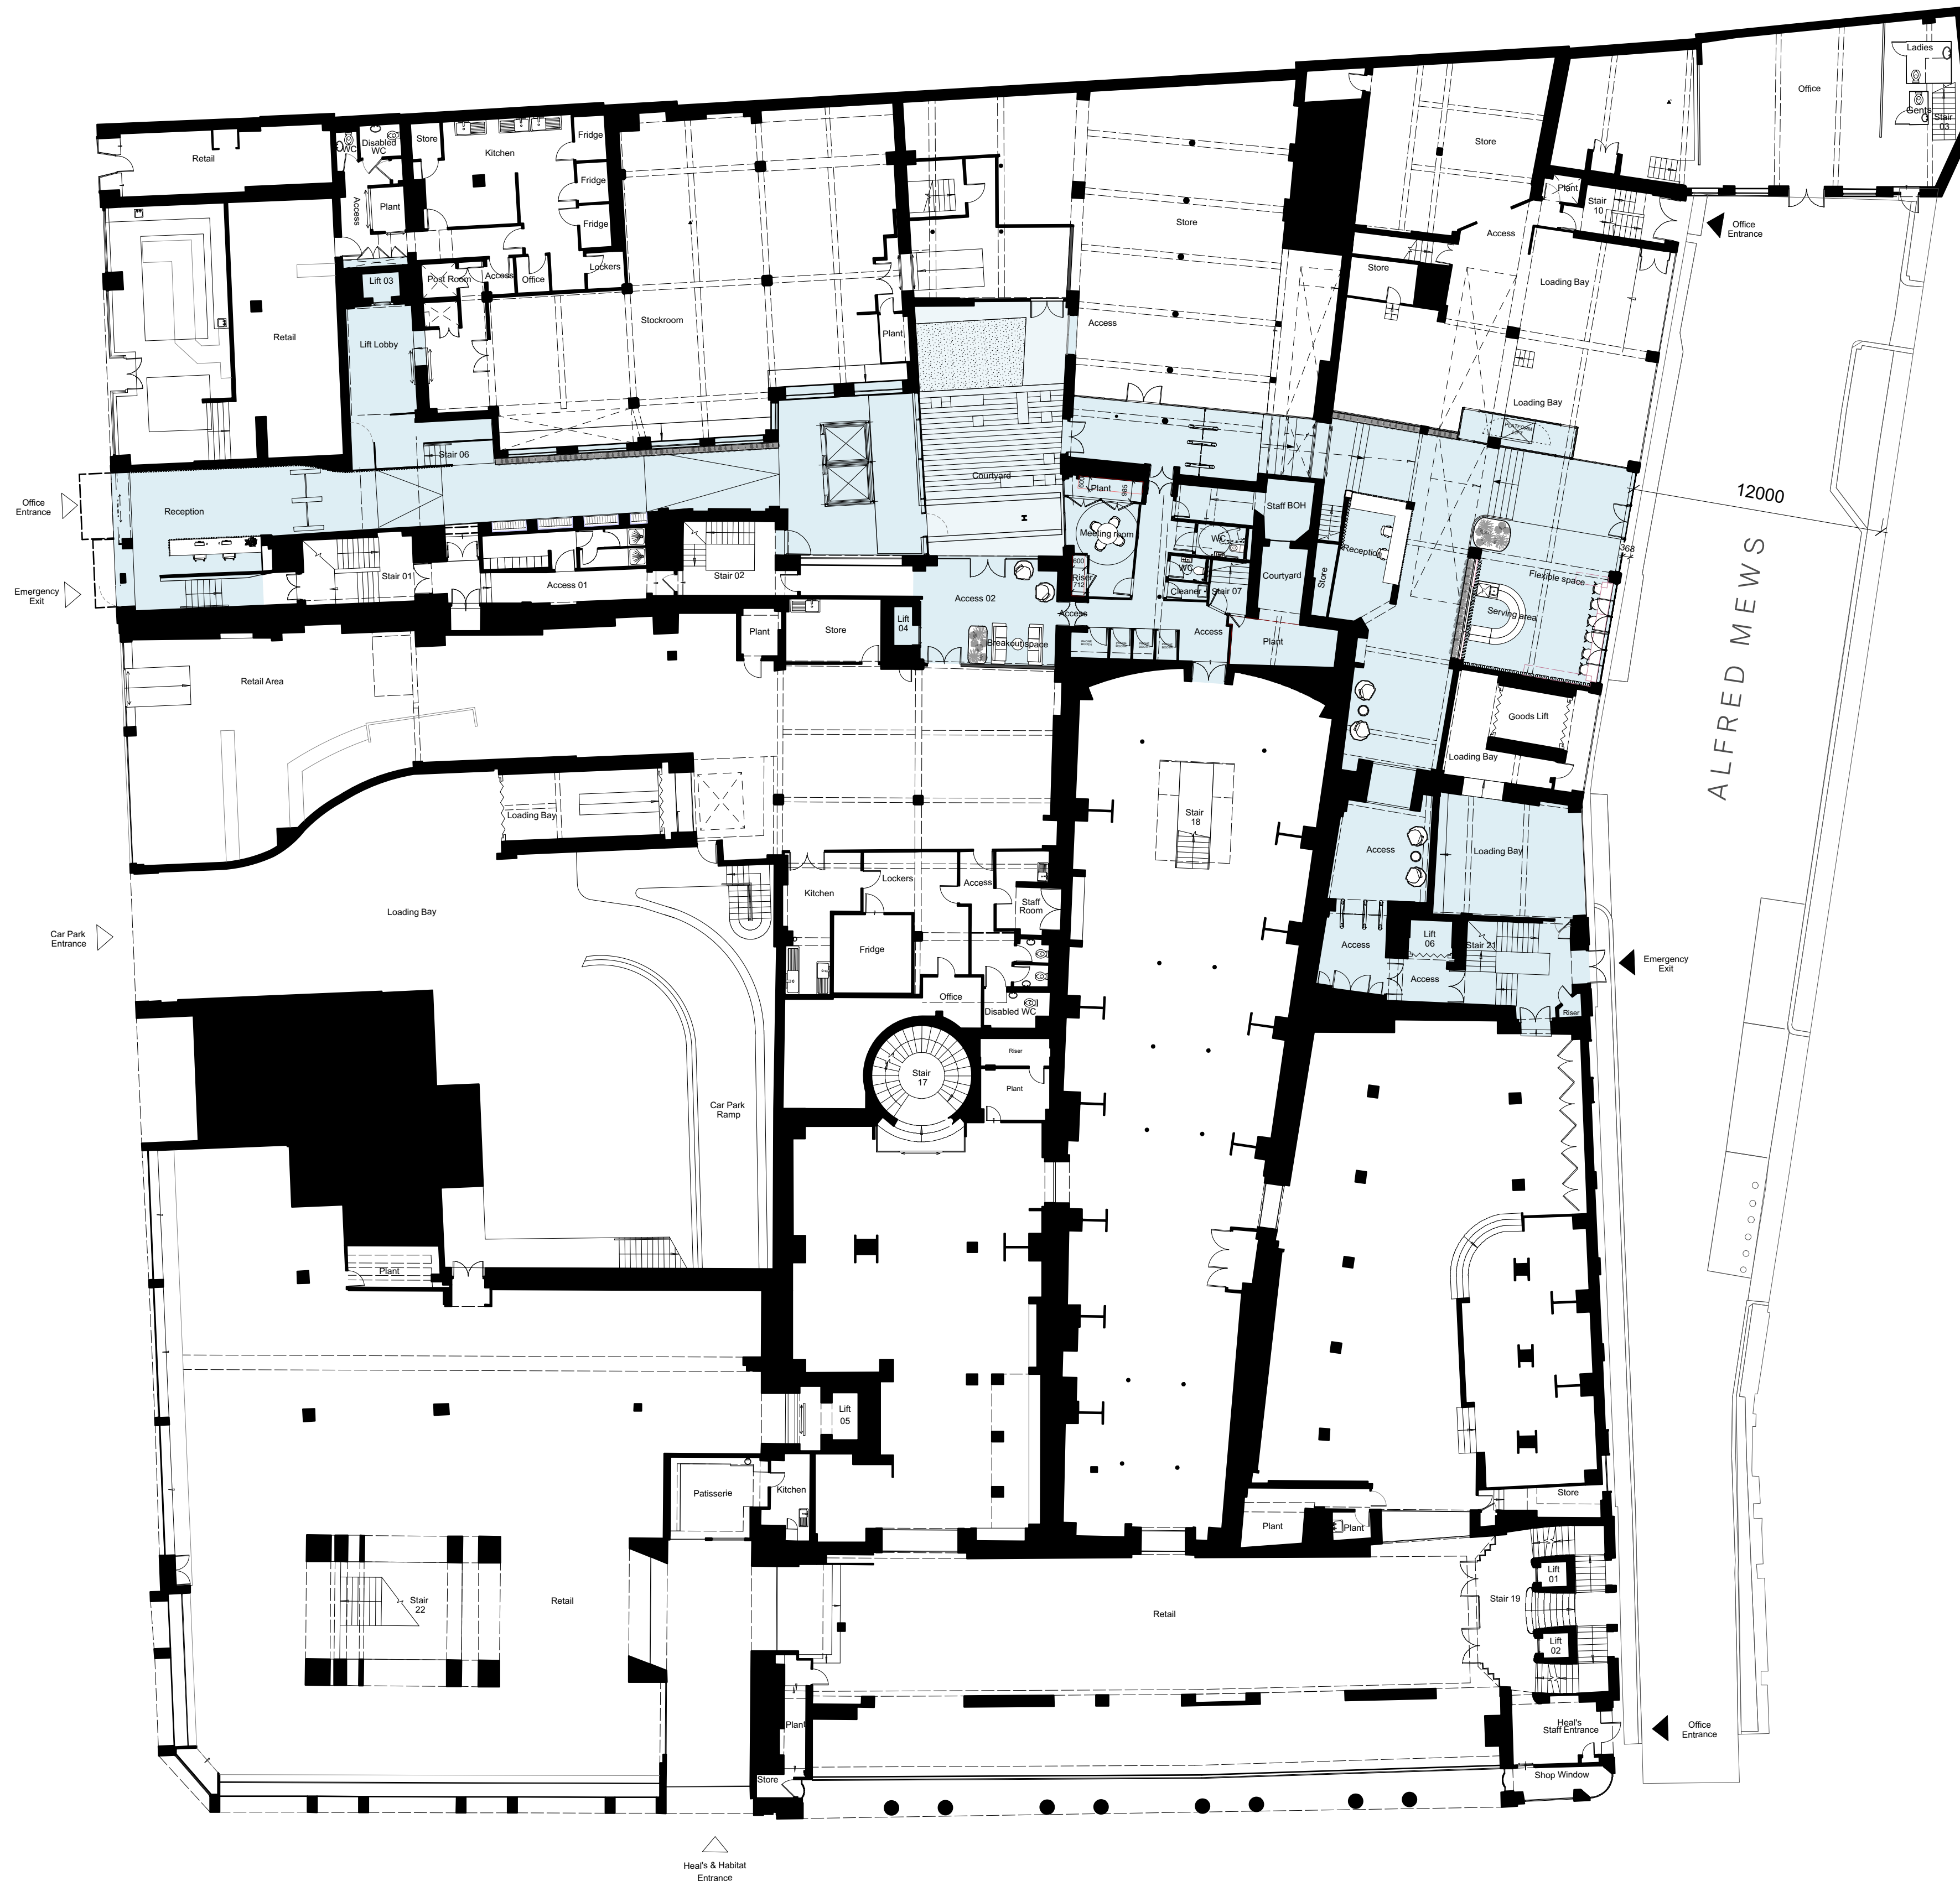 Ladies
Office
Gents
Stair
03
Retail
WC
Disabled
WC
Store
Kitchen
Fridge
Fridge
Fridge
Access
Plant
Lift 03
Post Room
Access
Office
Lockers
Stockroom
Plant
Retail
Lift Lobby
Store
Access
Store
Store
Access
Plant
Stair
10
Office
Entrance
Loading Bay
Loading Bay
PLATFORM
LIFT
12000
368
ALFRED MEWS
Office
Entrance
Emergency
Exit
Reception
Stair 06
Stair 01
Access 01
Stair 02
Courtyard
Plant
600
985
Meeting room
Staff BOH
WC
WC
Cleaner
Stair 07
Courtyard
Store
Reception
Flexible space
Serving area
600
Riser
712
Access 02
Access
Access
Plant
Breakout space
Lift
04
Store
Plant
Retail Area
Goods Lift
Loading Bay
Loading Bay
Access
Access
Lift
06
Stair 21
Access
Riser
Emergency
Exit
Loading Bay
Stair
18
Kitchen
Lockers
Access
Staff
Room
Fridge
Office
Disabled WC
Riser
Plant
Stair
17
Loading Bay
Car Park
Entrance
Car Park
Ramp
Plant
Lift
05
Patisserie
Kitchen
Plant
Plant
Store
Stair
22
Retail
Retail
Stair 19
Lift
01
Lift
02
Plant
Store
Heal's
Staff Entrance
Shop Window
Office
Entrance
Heal's & Habitat
Entrance